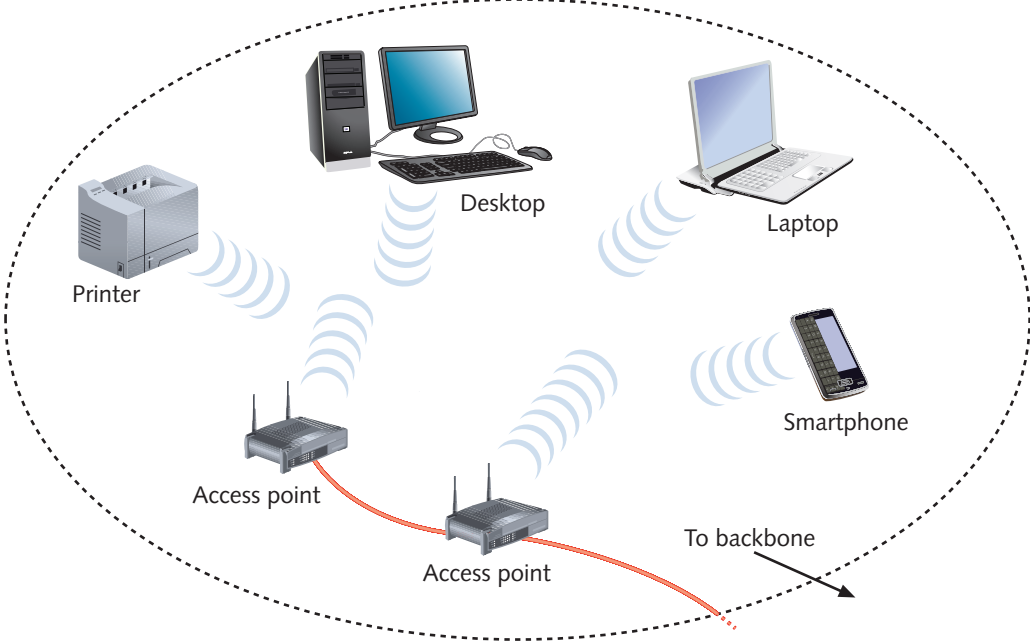 Desktop
Laptop
Printer
Smartphone
Access point
To backbone
Access point